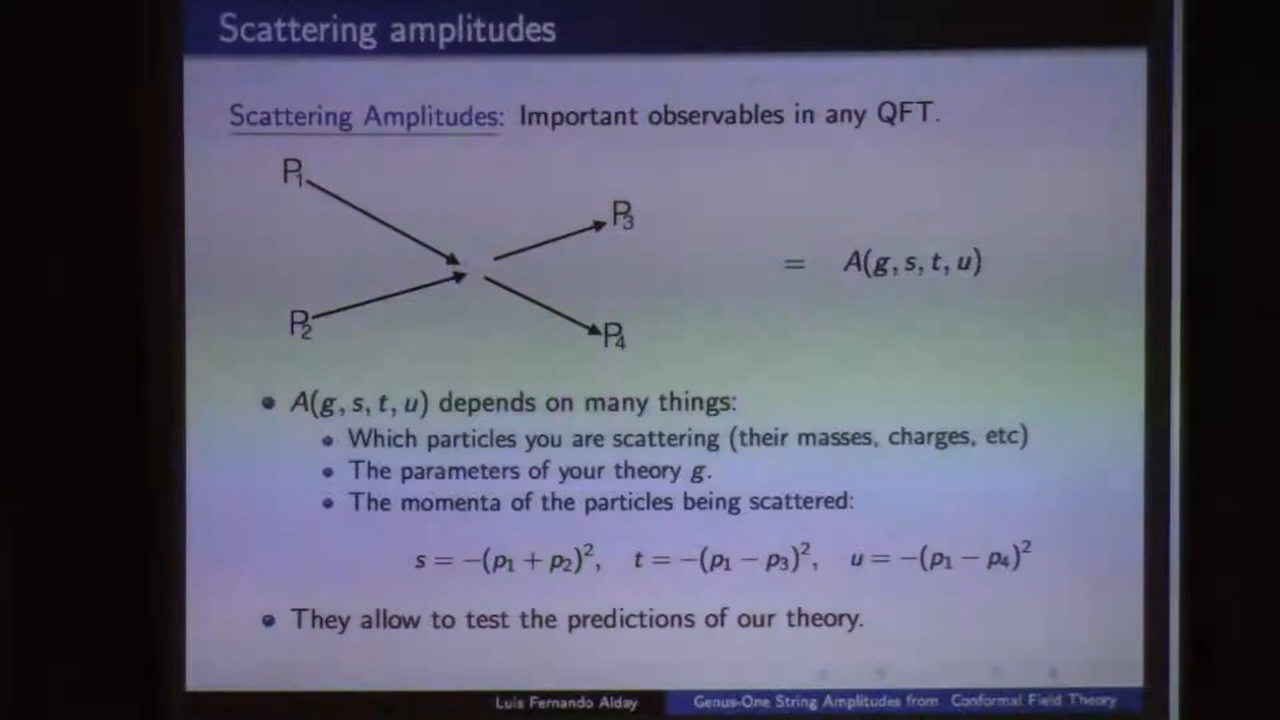 Scattering amplitudes
Scattering Amplitudes: Important observables in any QFT.
P1
P3
= A(g, s, t, u)
P2
P4
• A(g, s, t, u) depends on many things:
• Which particles you are scattering (their masses, charges, etc)
• The parameters of your theory g.
• The momenta of the particles being scattered:
s = −(p₁ + p₂)², t = −(p₁ − p₃)², u = −(p₁ − p₄)²
• They allow to test the predictions of our theory.
Luis Fernando Alday Genus-One String Amplitudes from Conformal Field Theory